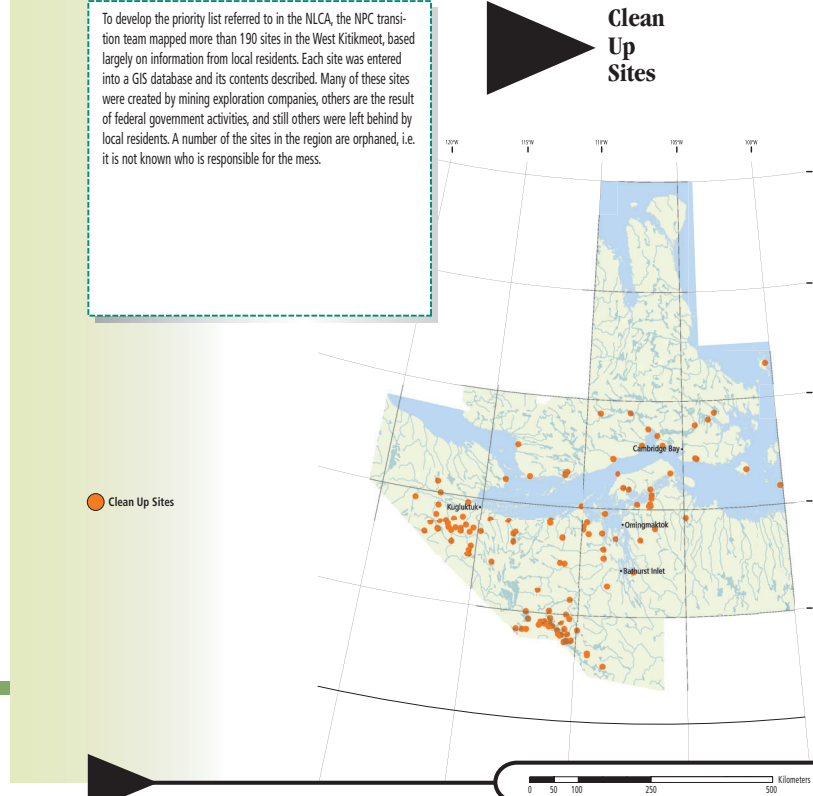 To develop the priority list referred to in the NLCA, the NPC transi-
tion team mapped more than 190 sites in the West Kitikmeot, based
largely on information from local residents. Each site was entered
into a GIS database and its contents described. Many of these sites
were created by mining exploration companies, others are the result
of federal government activities, and still others were left behind by
local residents. A number of the sites in the region are orphaned, i.e.
it is not known who is responsible for the mess.
Clean
Up
Sites
120°W 115°W 110°W 105°W 100°W
Cambridge Bay
Kugluktuk
Omingmaktok
Bathurst Inlet
Clean Up Sites
Kilometers
0 50 100 250 500